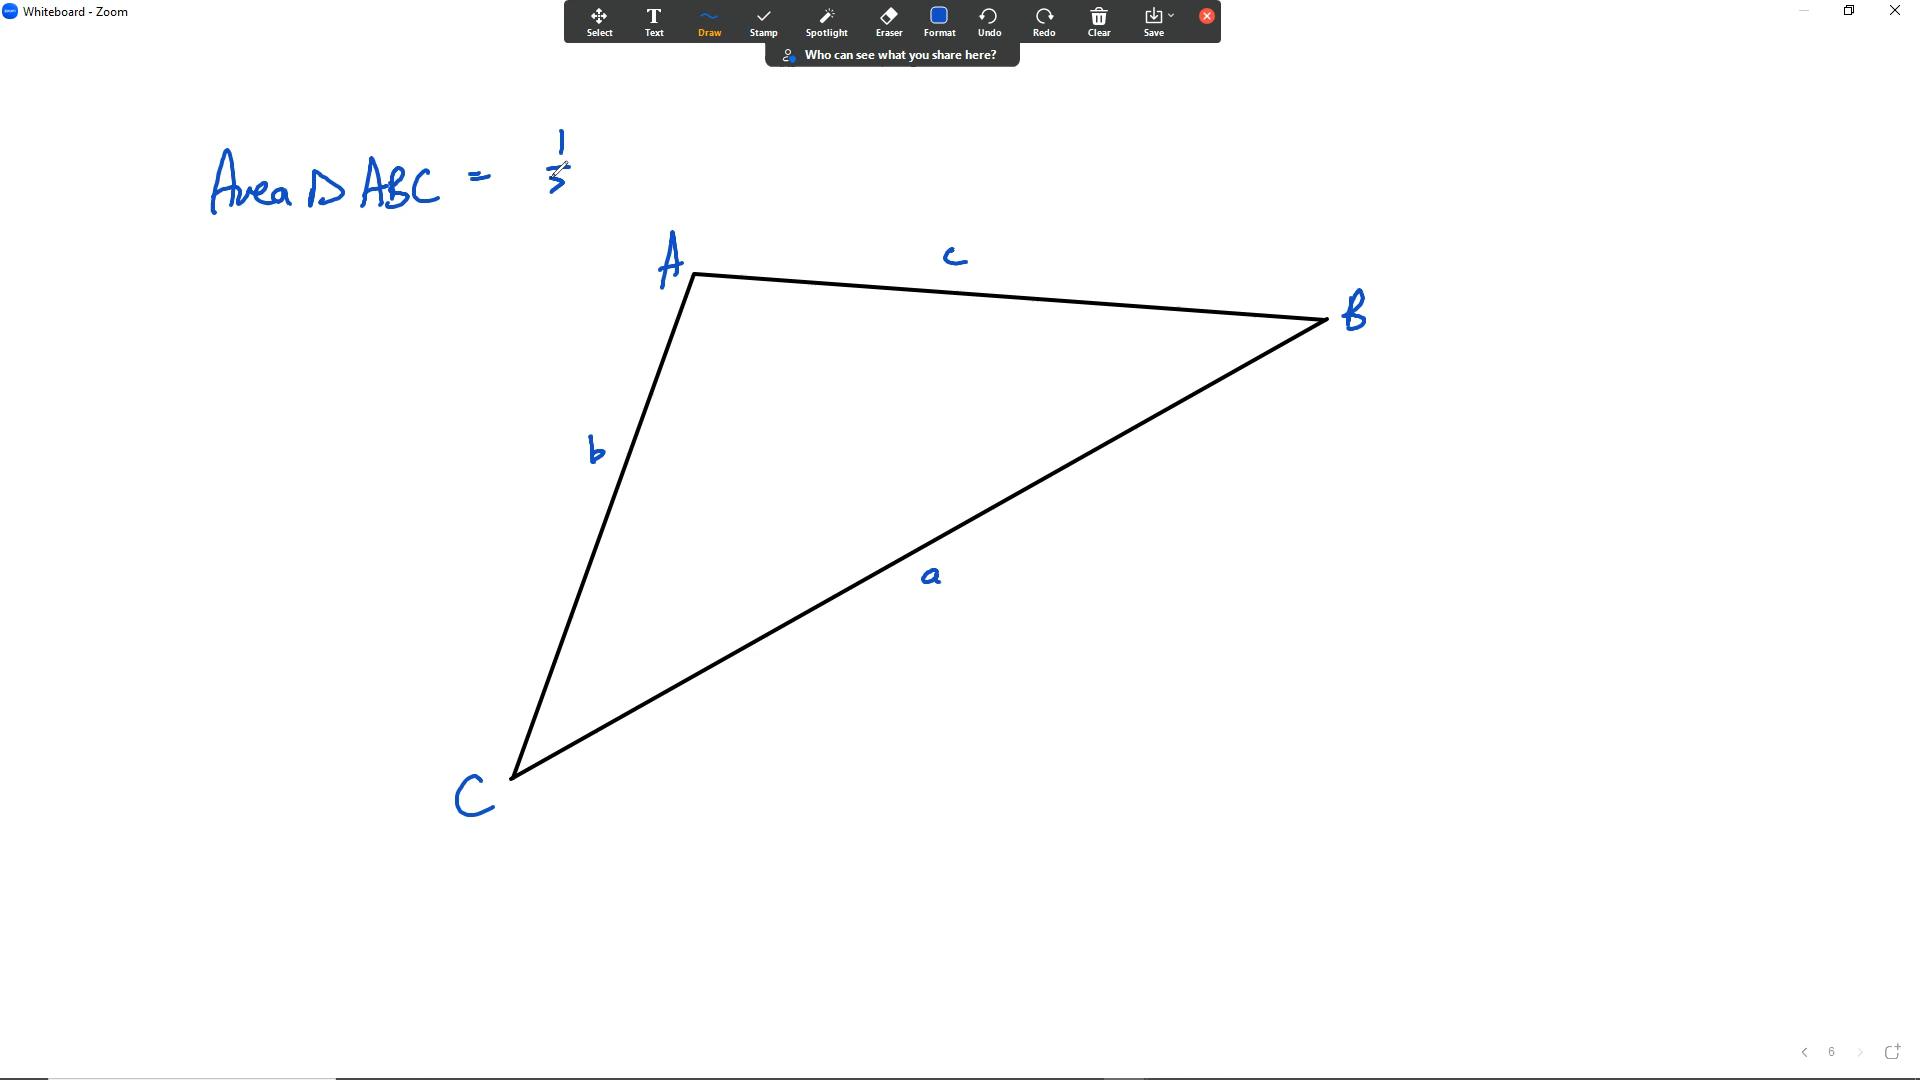 Whiteboard - Zoom
Select Text Draw Stamp Spotlight Eraser Format Undo Redo Clear Save
Who can see what you share here?
Area △ ABC = 1
A
c
B
b
a
C
6